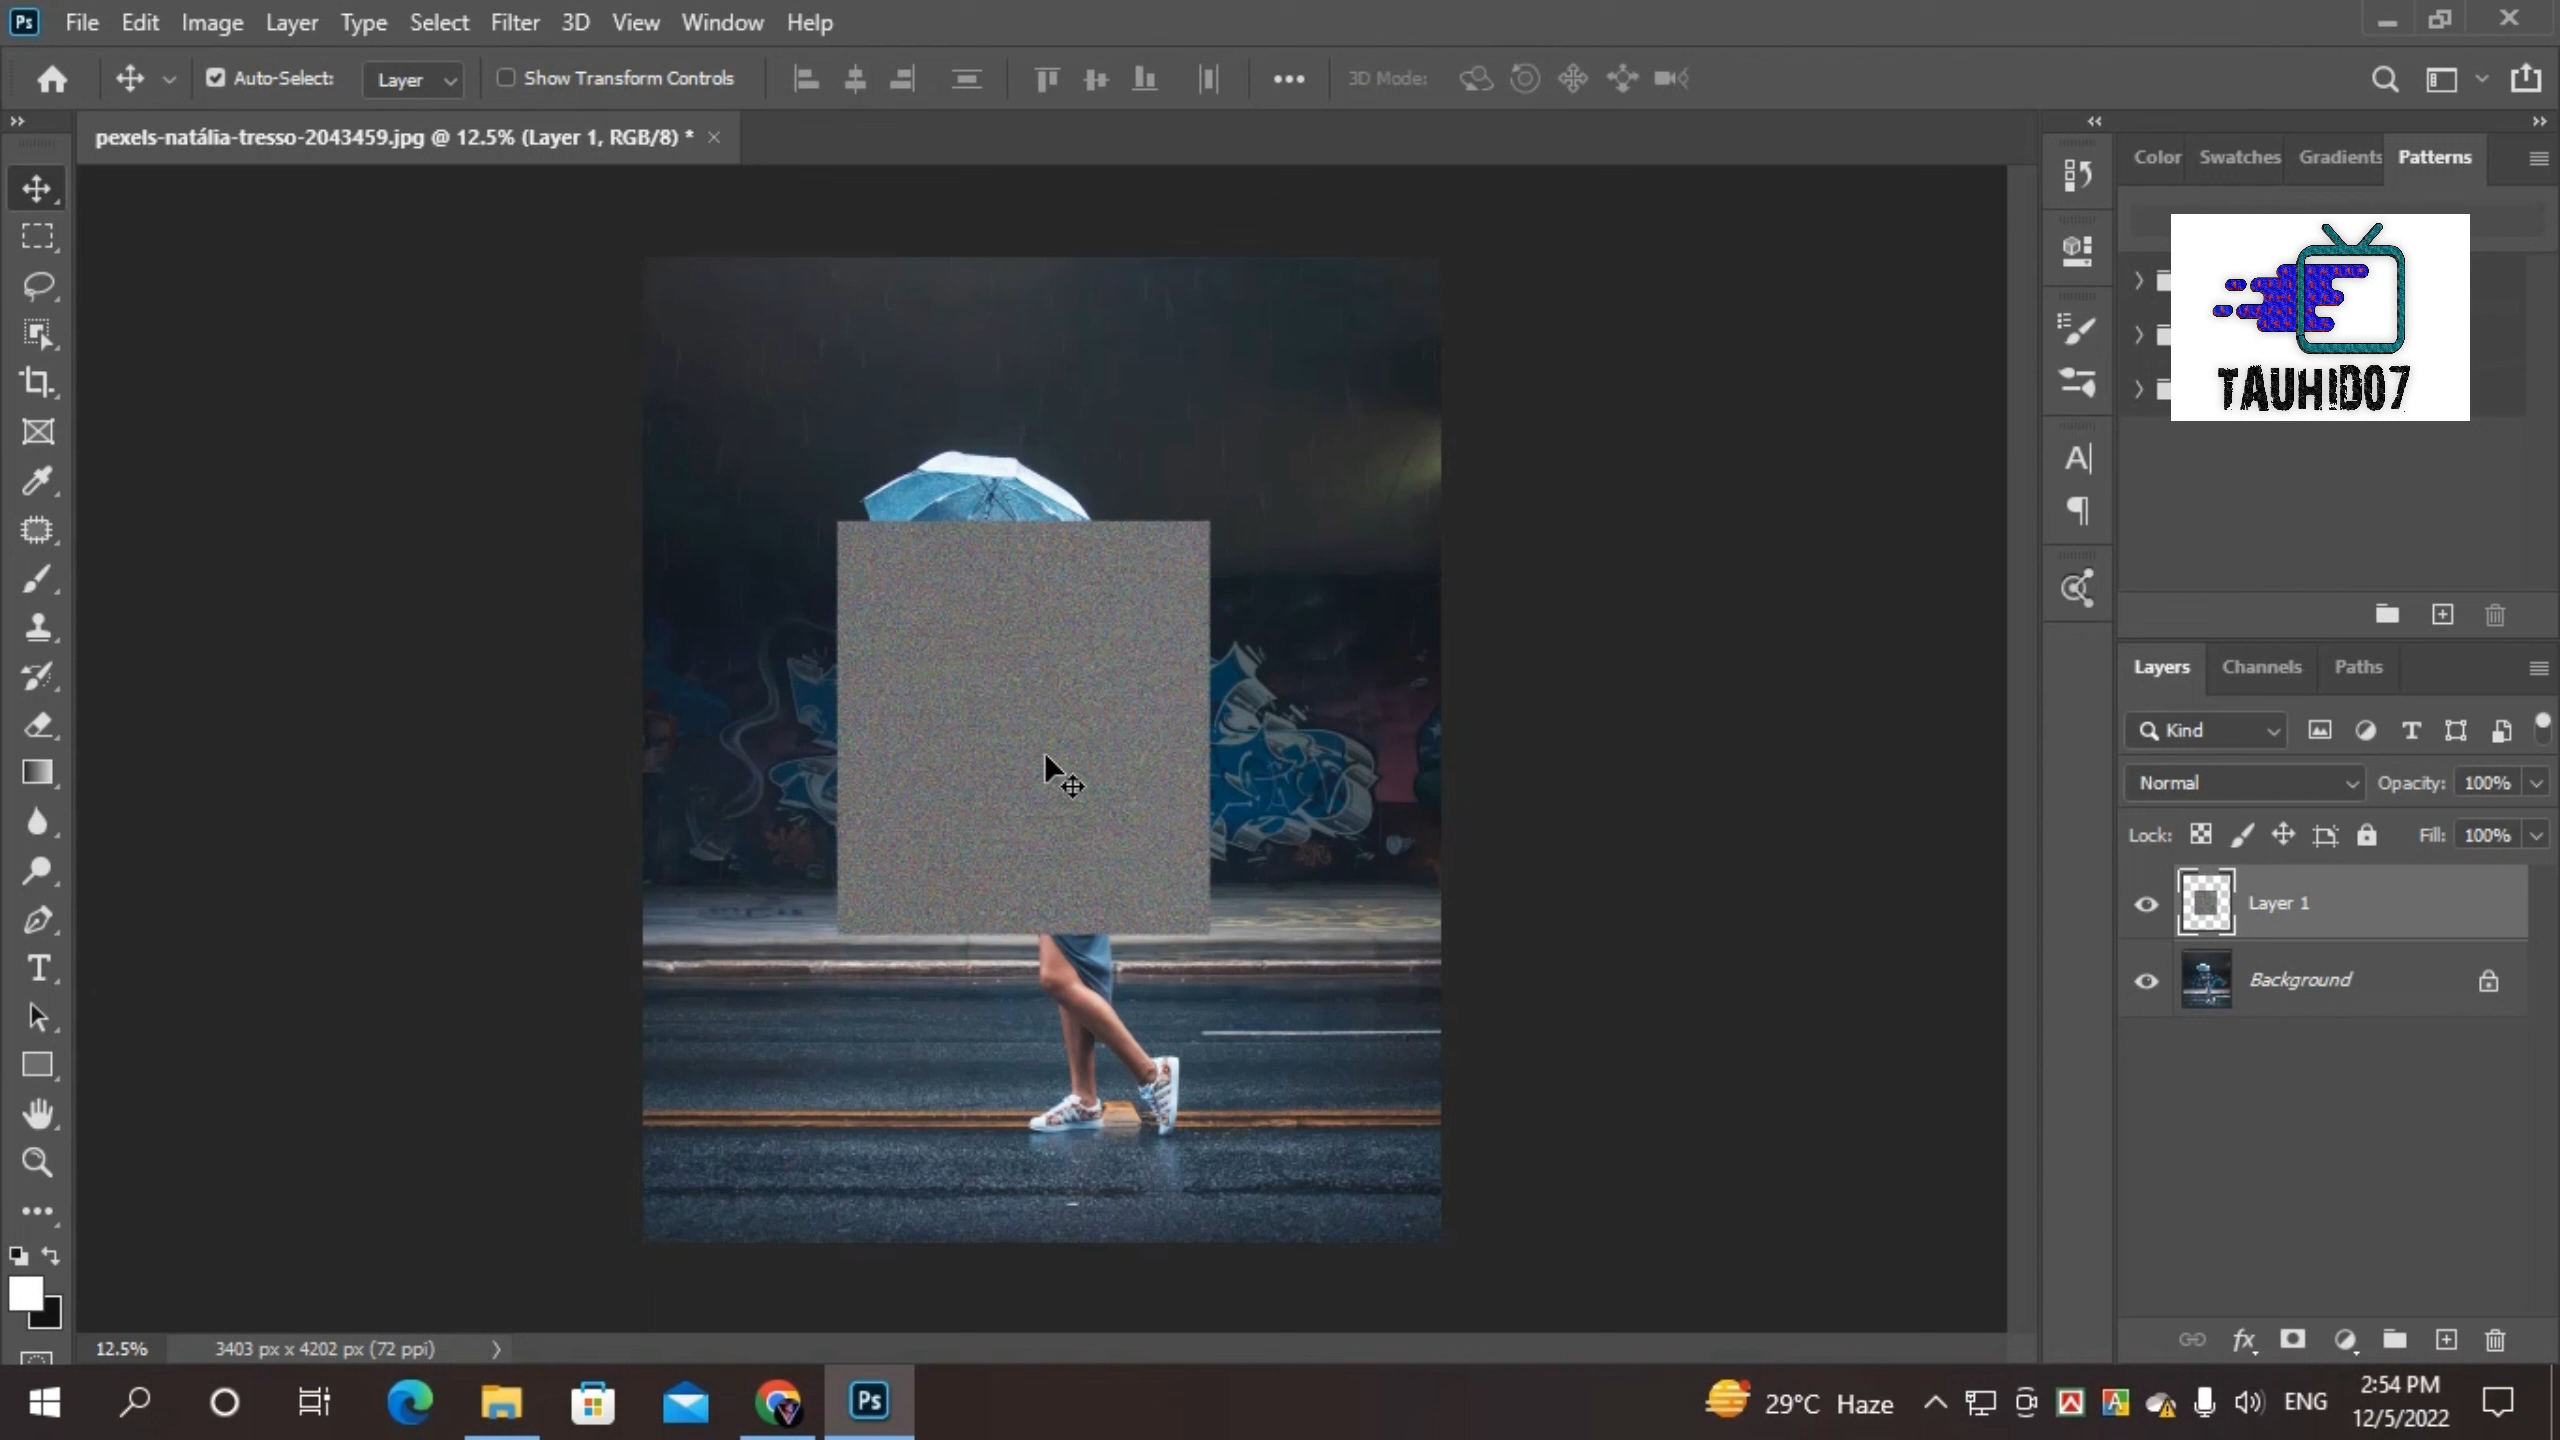 Ps File Edit Image Layer Type Select Filter 3D View Window Help
Auto-Select: Layer Show Transform Controls 3D Mode:
pexels-natália-tresso-2043459.jpg @ 12.5% (Layer 1, RGB/8) *
Color Swatches Gradients Patterns
TAUHID07
Layers Channels Paths
Kind
Normal Opacity: 100%
Lock: Fill: 100%
Layer 1
Background
12.5% 3403 px x 4202 px (72 ppi)
Ps 29°C Haze ENG 2:54 PM
12/5/2022